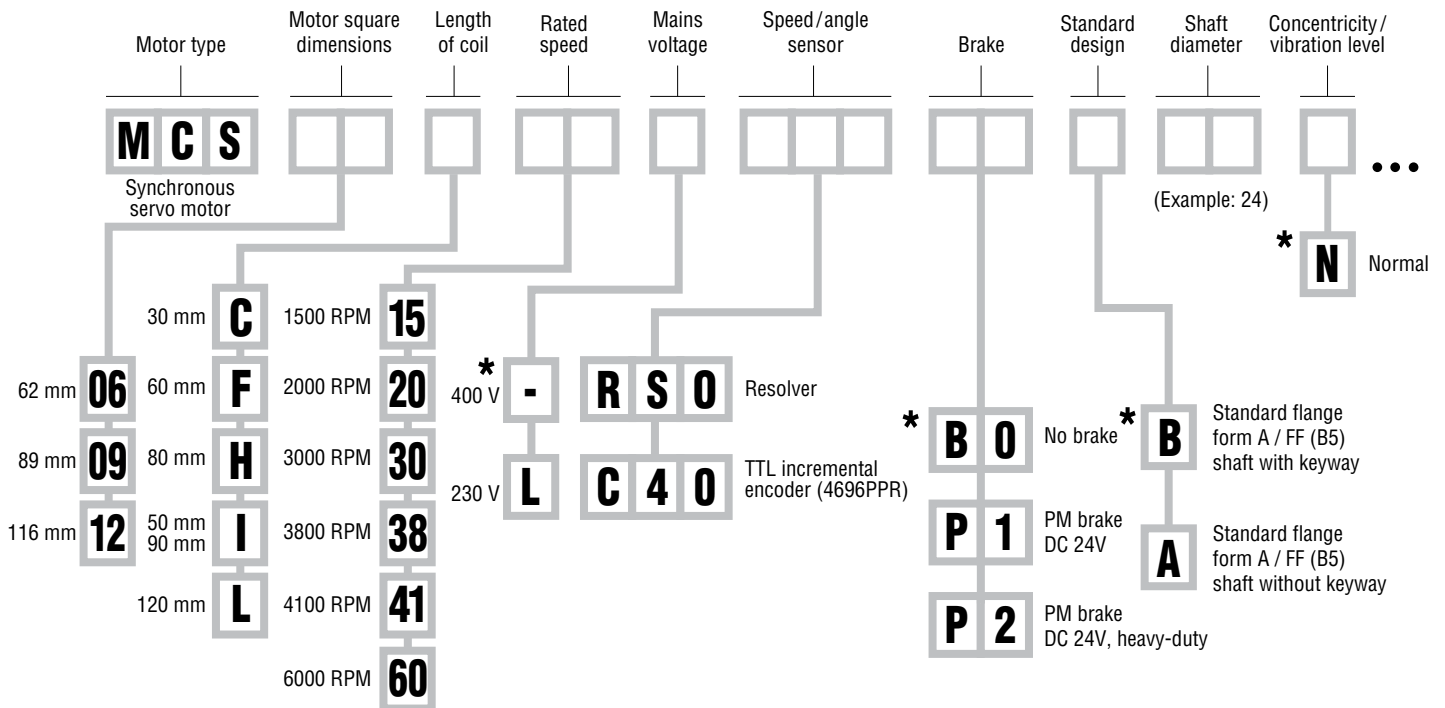 Motor type
Motor square
dimensions
Length
of coil
Rated
speed
Mains
voltage
Speed/angle
sensor
Brake
Standard
design
Shaft
diameter
Concentricity/
vibration level
M C S
...
Synchronous
servo motor
(Example: 24)
* N Normal
62 mm 06
89 mm 09
116 mm 12
30 mm C
60 mm F
80 mm H
50 mm
90 mm I
120 mm L
1500 RPM 15
2000 RPM 20
3000 RPM 30
3800 RPM 38
4100 RPM 41
6000 RPM 60
*
400 V -
230 V L
R S 0 Resolver
C 4 0 TTL incremental
encoder (4696PPR)
* B 0 No brake
P 1 PM brake
DC 24V
P 2 PM brake
DC 24V, heavy-duty
* B Standard flange
form A / FF (B5)
shaft with keyway
A Standard flange
form A / FF (B5)
shaft without keyway